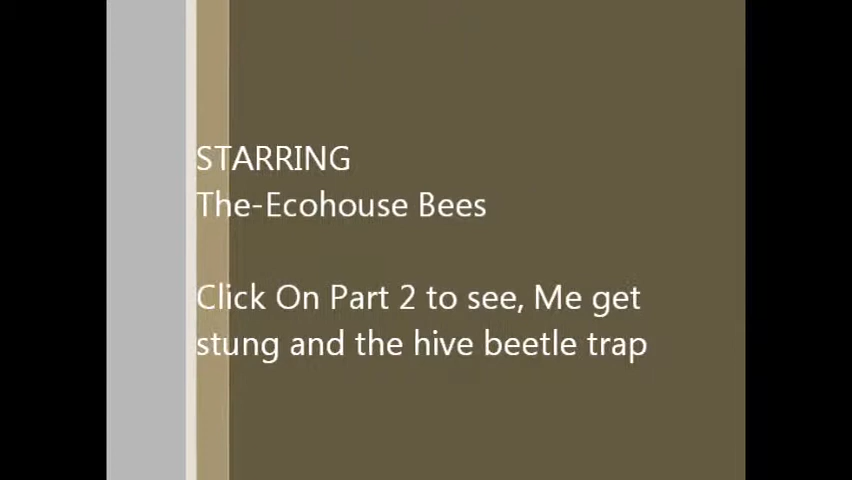 STARRING
The-Ecohouse Bees
Click On Part 2 to see, Me get
stung and the hive beetle trap